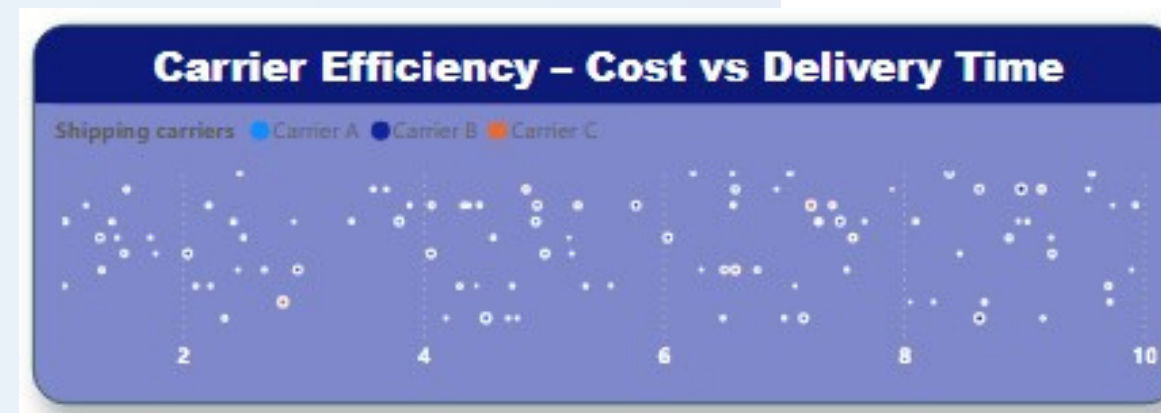 Carrier Efficiency – Cost vs Delivery Time
Shipping carriers Carrier A Carrier B Carrier C
2 4 6 8 10